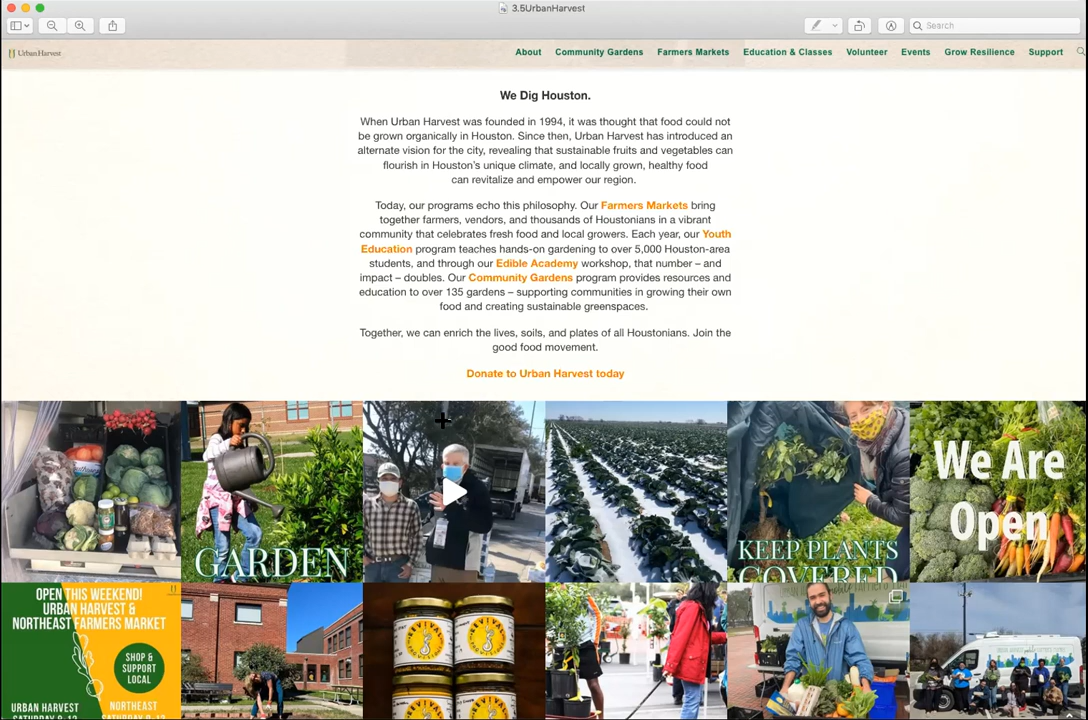 3.5UrbanHarvest
Search
UrbanHarvest
About Community Gardens Farmers Markets Education & Classes Volunteer Events Grow Resilience Support
We Dig Houston.
When Urban Harvest was founded in 1994, it was thought that food could not
be grown organically in Houston. Since then, Urban Harvest has introduced an
alternate vision for the city, revealing that sustainable fruits and vegetables can
flourish in Houston's unique climate, and locally grown, healthy food
can revitalize and empower our region.
Today, our programs echo this philosophy. Our Farmers Markets bring
together farmers, vendors, and thousands of Houstonians in a vibrant
community that celebrates fresh food and local growers. Each year, our Youth
Education program teaches hands-on gardening to over 5,000 Houston-area
students, and through our Edible Academy workshop, that number – and
impact – doubles. Our Community Gardens program provides resources and
education to over 135 gardens – supporting communities in growing their own
food and creating sustainable greenspaces.
Together, we can enrich the lives, soils, and plates of all Houstonians. Join the
good food movement.
Donate to Urban Harvest today
GARDEN
KEEP PLANTS
COVERED
We Are
Open
OPEN THIS WEEKEND!
URBAN HARVEST &
NORTHEAST FARMERS MARKET
SHOP &
SUPPORT
LOCAL
URBAN HARVEST
SATURDAY 8-12
NORTHEAST
SATURDAY 9-12